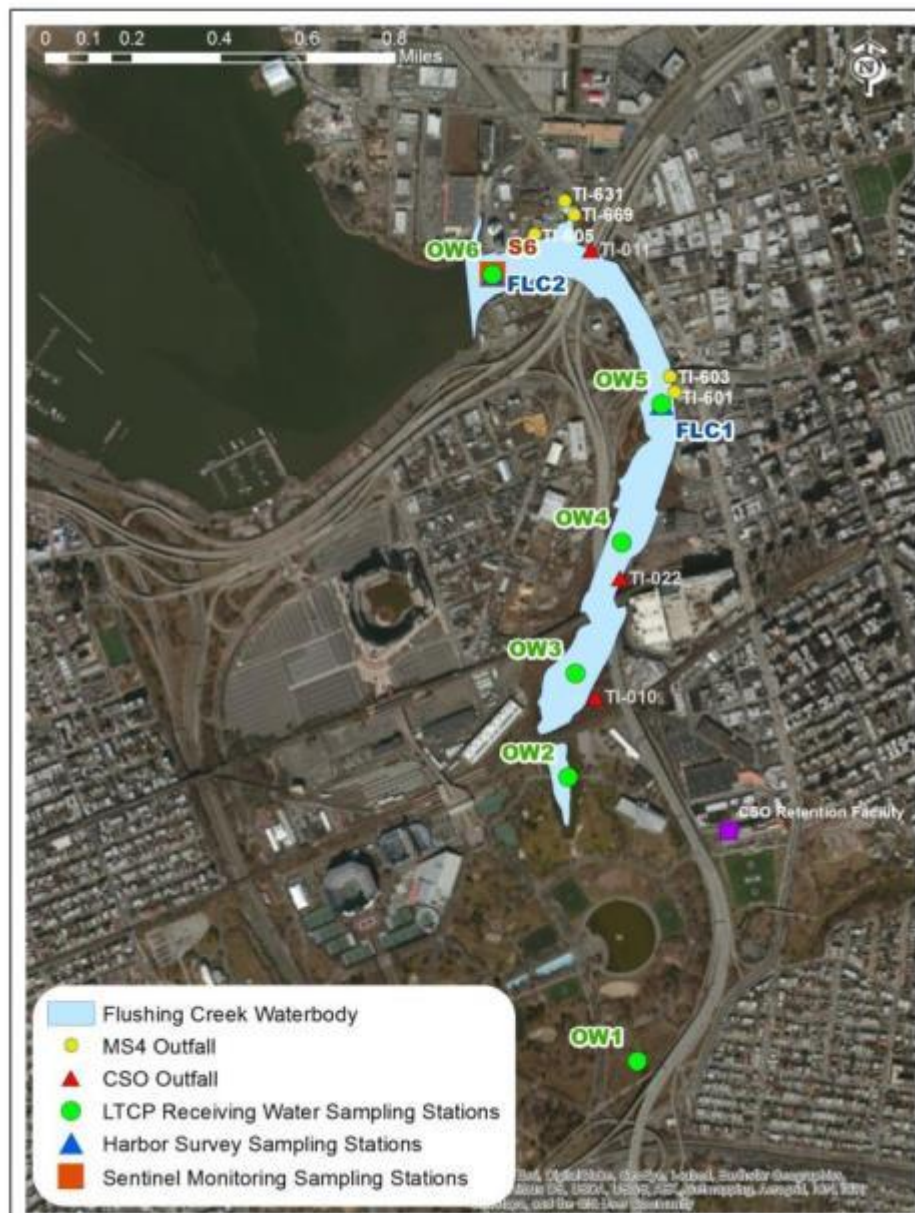 0 0.1 0.2 0.4 0.6 0.8
Miles
N
TI-631
TI-669
OW6 S6
TI-011
FLC2
TI-603
OW5
TI-601
FLC1
OW4
TI-022
OW3
TI-010
OW2
CSO Retention Facility
OW1
Flushing Creek Waterbody
MS4 Outfall
CSO Outfall
LTCP Receiving Water Sampling Stations
Harbor Survey Sampling Stations
Sentinel Monitoring Sampling Stations